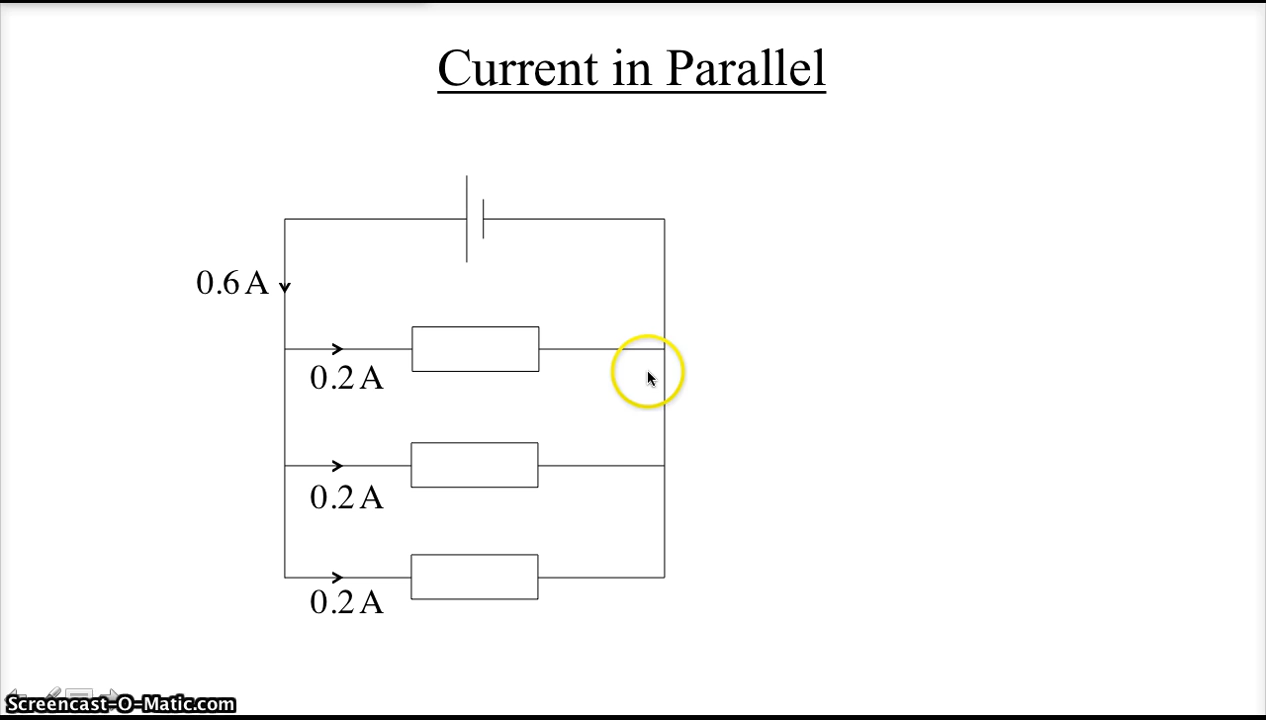 Current in Parallel
0.6 A
0.2 A
0.2 A
0.2 A
Screencast-O-Matic.com